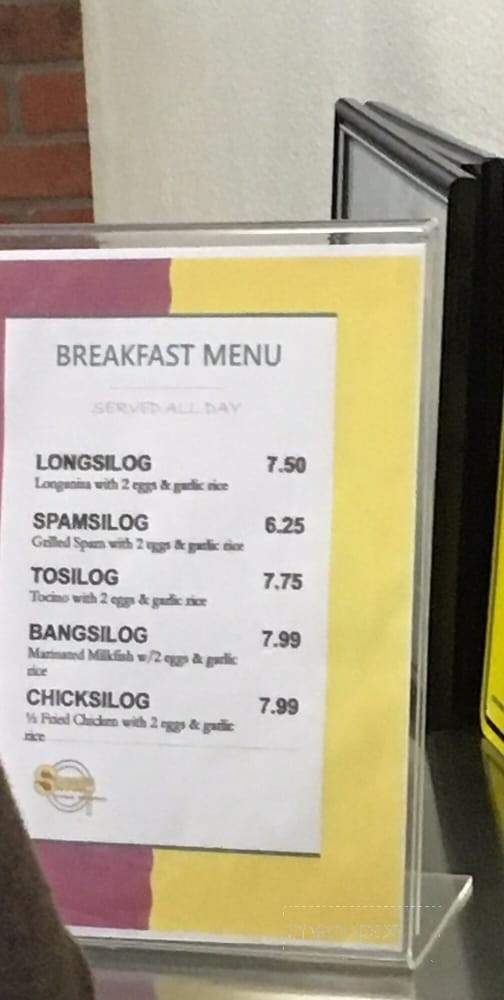 BREAKFAST MENU
SERVED ALL DAY
LONGSILOG 7.50
Longanisa with 2 eggs & garlic rice
SPAMSILOG 6.25
Grilled Spam with 2 eggs & garlic rice
TOSILOG 7.75
Tocino with 2 eggs & garlic rice
BANGSILOG 7.99
Marinated Milkfish w/2 eggs & garlic
rice
CHICKSILOG 7.99
½ Fried Chicken with 2 eggs & garlic
rice
menupix